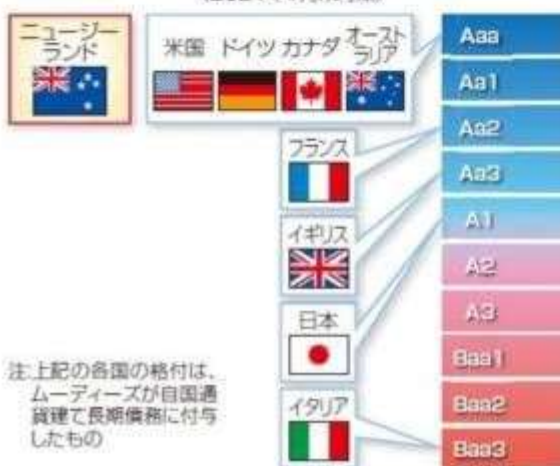 ニュージー
ランド
米国
ドイツ
カナダ
オースト
ラリア
フランス
イギリス
日本
イタリア
Aaa
Aa1
Aa2
Aa3
A1
A2
A3
Baa1
Baa2
Baa3
注:上記の各国の格付は、
ムーディーズが自国通
貨建て長期債務に付与
したもの